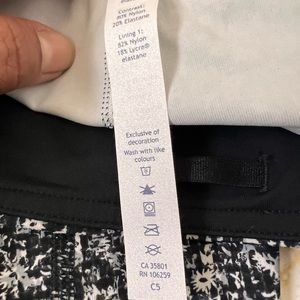 Contrast:
80% Nylon
20% Elastane
Lining 1:
82% Nylon
18% Lycra®
elastane
Exclusive of
decoration
Wash with like
colours
CA 35801
RN 106259
C5